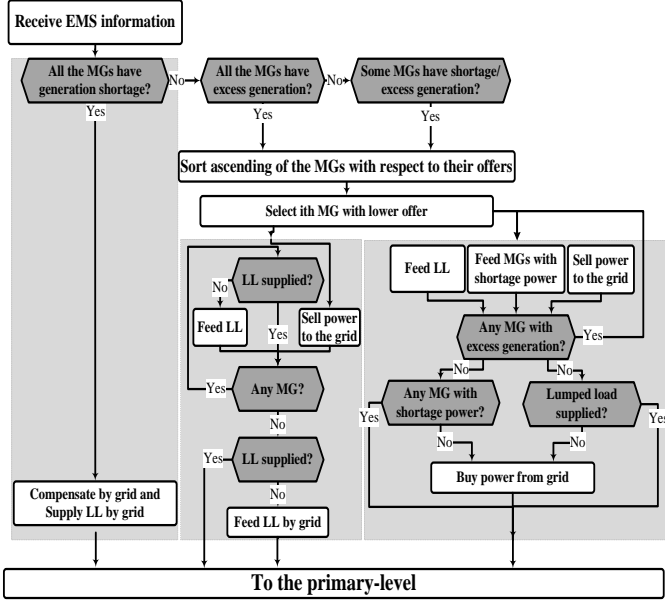 Receive EMS information
All the MGs have
generation shortage?
No
All the MGs have
excess generation?
No
Some MGs have shortage/
excess generation?
Yes
Yes
Yes
Sort ascending of the MGs with respect to their offers
Select ith MG with lower offer
LL supplied?
No
Feed LL
Yes
Sell power
to the grid
Yes
Any MG?
No
Yes
LL supplied?
No
Feed LL by grid
Feed LL
Feed MGs with
shortage power
Sell power
to the grid
Any MG with
excess generation?
Yes
No
No
Any MG with
shortage power?
Lumped load
supplied?
Yes
Yes
No
No
Buy power from grid
Compensate by grid and
Supply LL by grid
To the primary-level